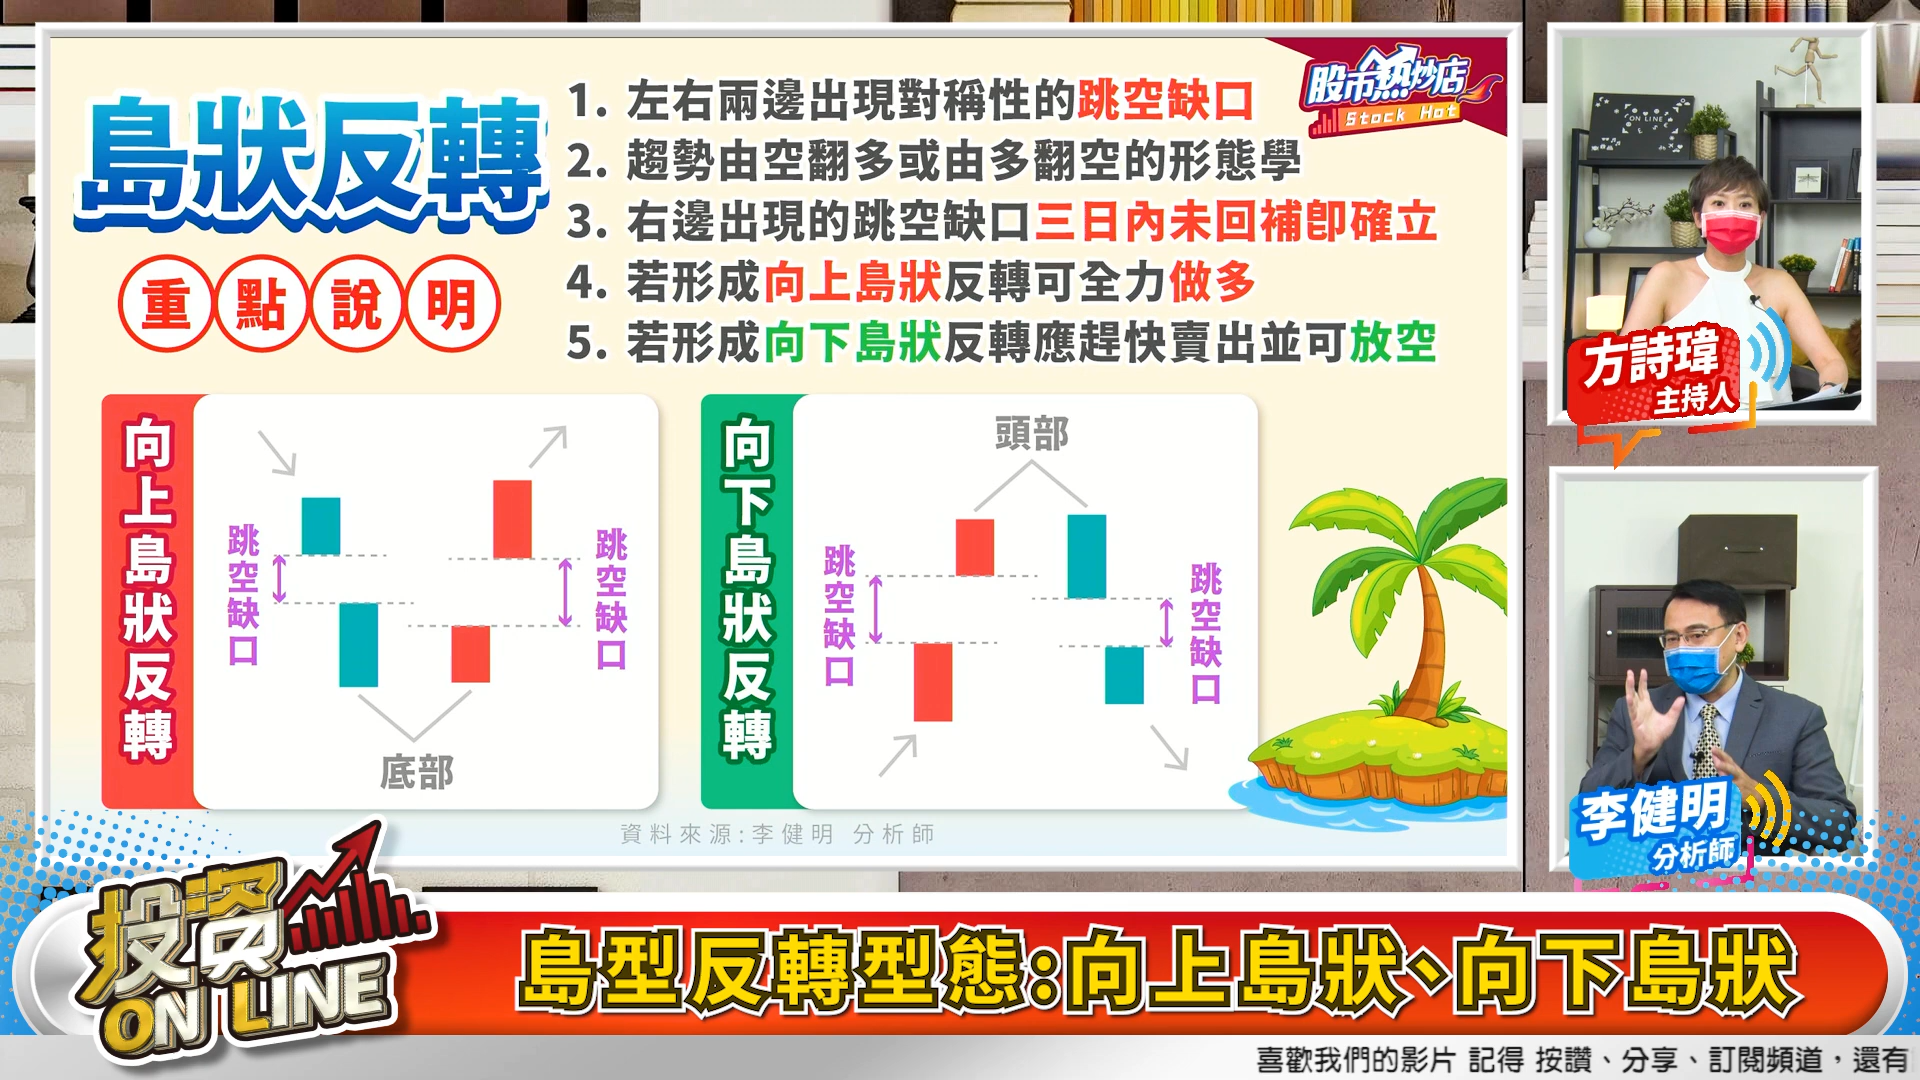 島狀反轉
重點說明
1. 左右兩邊出現對稱性的跳空缺口
2. 趨勢由空翻多或由多翻空的形態學
3. 右邊出現的跳空缺口三日內未回補即確立
4. 若形成向上島狀反轉可全力做多
5. 若形成向下島狀反轉應趕快賣出並可放空
股市熱炒店
Stock Hot
向上島狀反轉
跳空缺口
跳空缺口
底部
向下島狀反轉
頭部
跳空缺口
跳空缺口
資料來源:李健明 分析師
ON LINE
方詩瑋
主持人
李健明
分析師
投資
ON LINE
島型反轉型態:向上島狀、向下島狀
喜歡我們的影片 記得 按讚、分享、訂閱頻道,還有